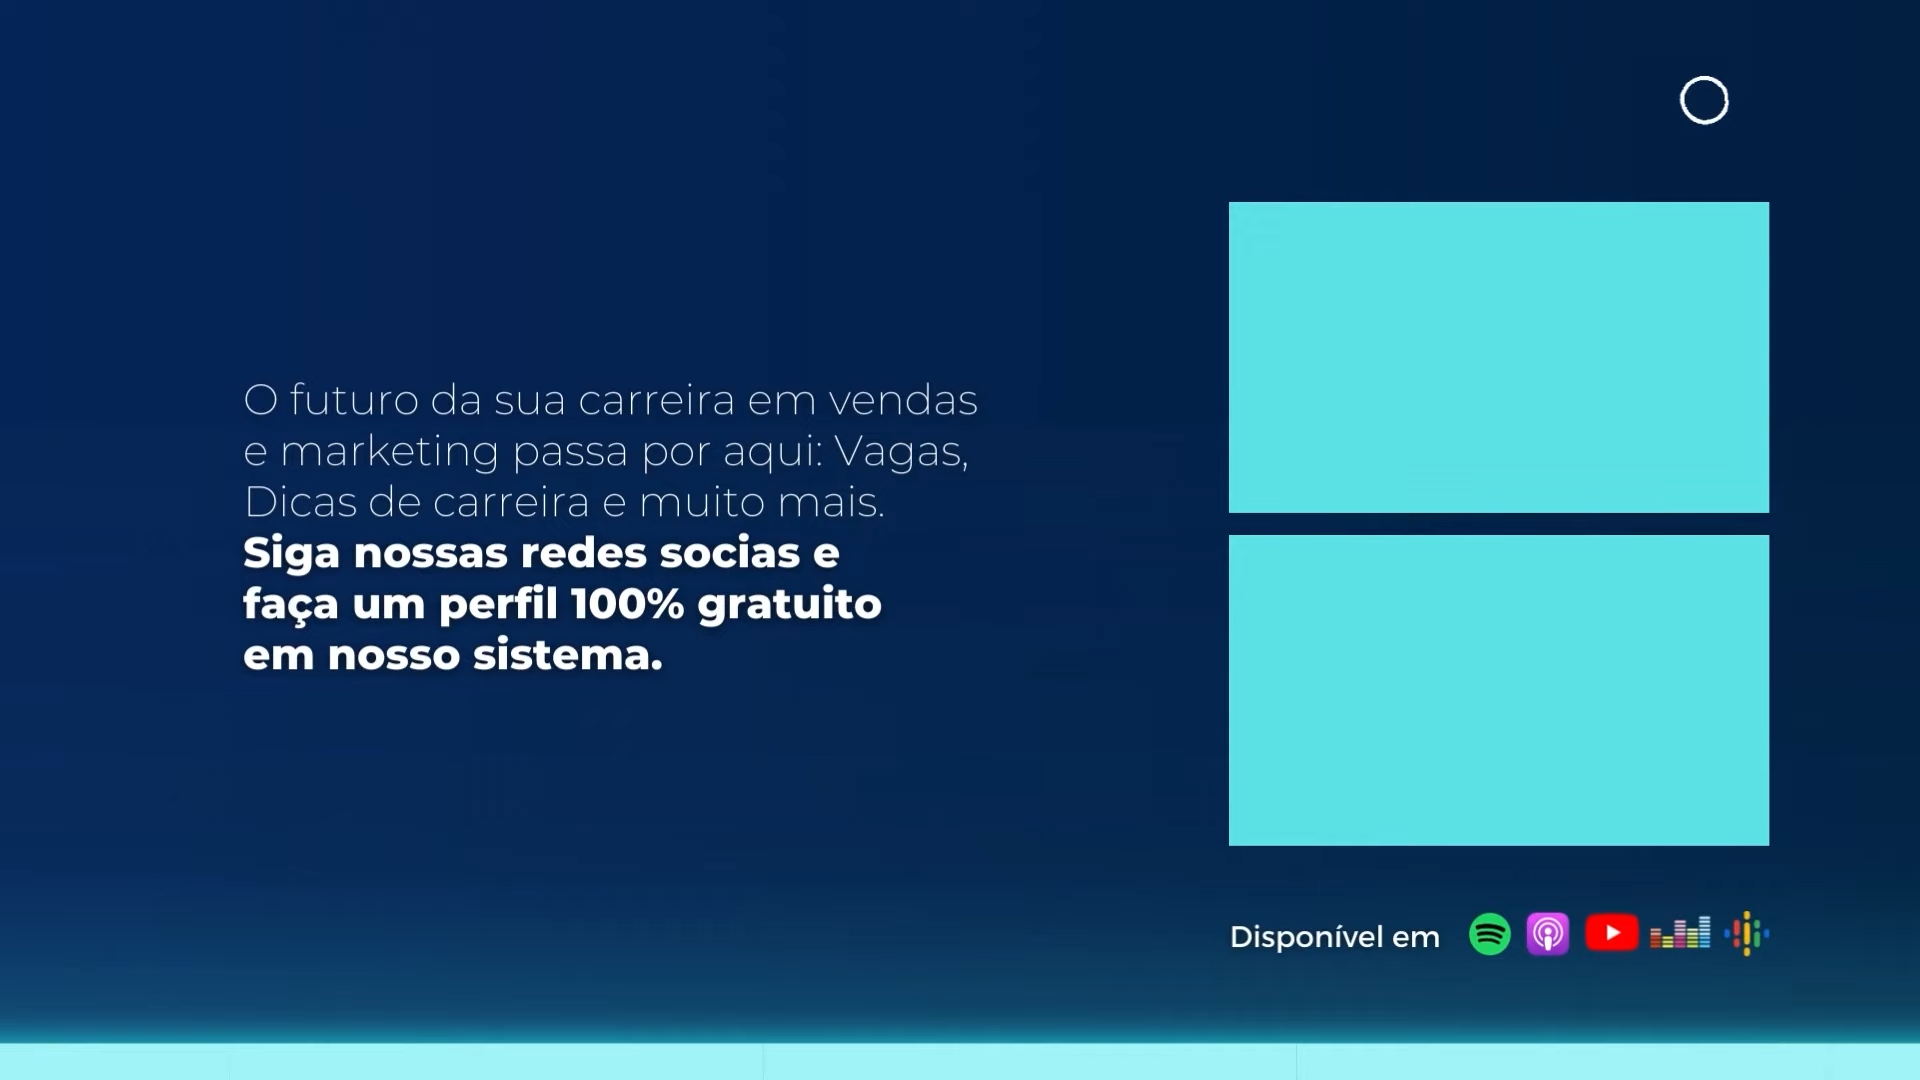 O futuro da sua carreira em vendas
e marketing passa por aqui: Vagas,
Dicas de carreira e muito mais.
Siga nossas redes socias e
faça um perfil 100% gratuito
em nosso sistema.
Disponível em